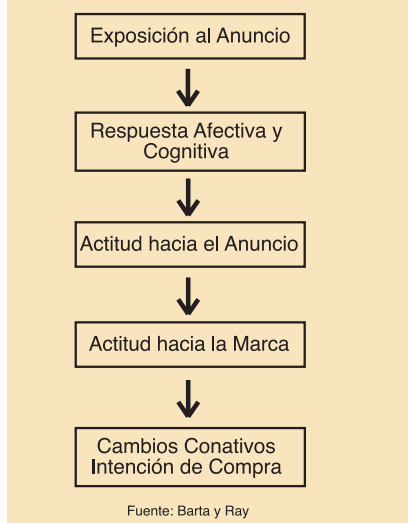 Exposición al Anuncio
Respuesta Afectiva y
Cognitiva
Actitud hacia el Anuncio
Actitud hacia la Marca
Cambios Conativos
Intención de Compra
Fuente: Barta y Ray